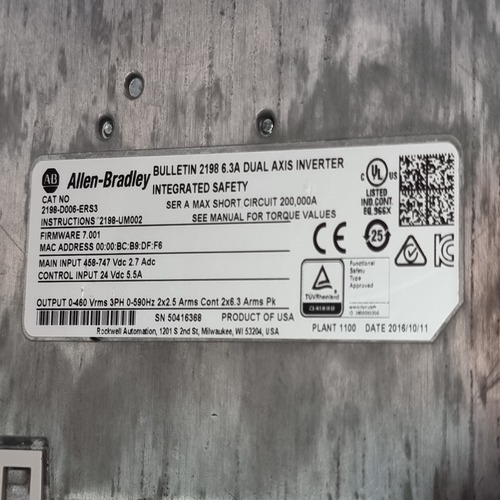 AB Allen-Bradley
BULLETIN 2198 6.3A DUAL AXIS INVERTER
INTEGRATED SAFETY
CAT NO
2198-D006-ERS3
SER A MAX SHORT CIRCUIT 200,000A
INSTRUCTIONS 2198-UM002
SEE MANUAL FOR TORQUE VALUES
FIRMWARE 7.001
MAC ADDRESS 00:00:BC:B9:DF:F6
MAIN INPUT 458-747 Vdc 2.7 Adc
CONTROL INPUT 24 Vdc 5.5A
OUTPUT 0-460 Vrms 3PH 0-590Hz 2x2.5 Arms Cont 2x6.3 Arms Pk
SN 50416368 PRODUCT OF USA
Rockwell Automation, 1201 S 2nd St, Milwaukee, WI 53204, USA
C UL US
LISTED
IND.CONT.
EQ.966X
CE
25
TÜVRheinland
CERTIFIED
Functional
Safety
Type
Approved
PLANT 1100 DATE 2016/10/11